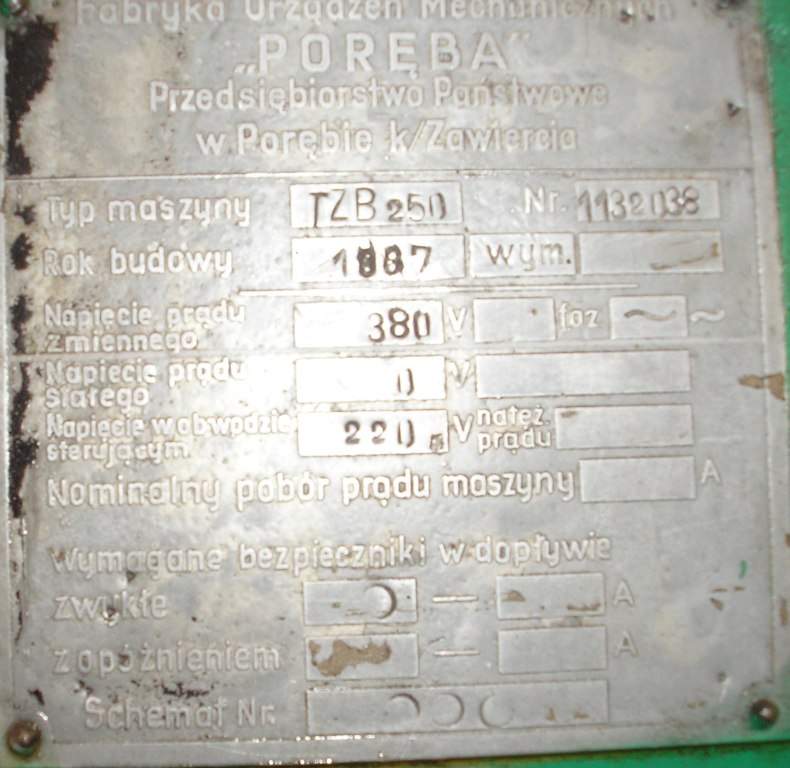 Fabryka Urządzeń Mechanicznych
„PORĘBA”
Przedsiębiorstwo Państwowe
w Porębie k/Zawiercia
Typ maszyny TZB 250 Nr. 1132038
Rok budowy wym.
Napięcie prądu zmiennego 380 V faz ~ ~
Napięcie prądu stałego 0 V
Napięcie w obwodzie sterującym 220 V natęż. prądu
Nominalny pobór prądu maszyny A
Wymagane bezpieczniki w dopływie
zwykłe — A
z opóźnieniem — A
Schemat Nr.